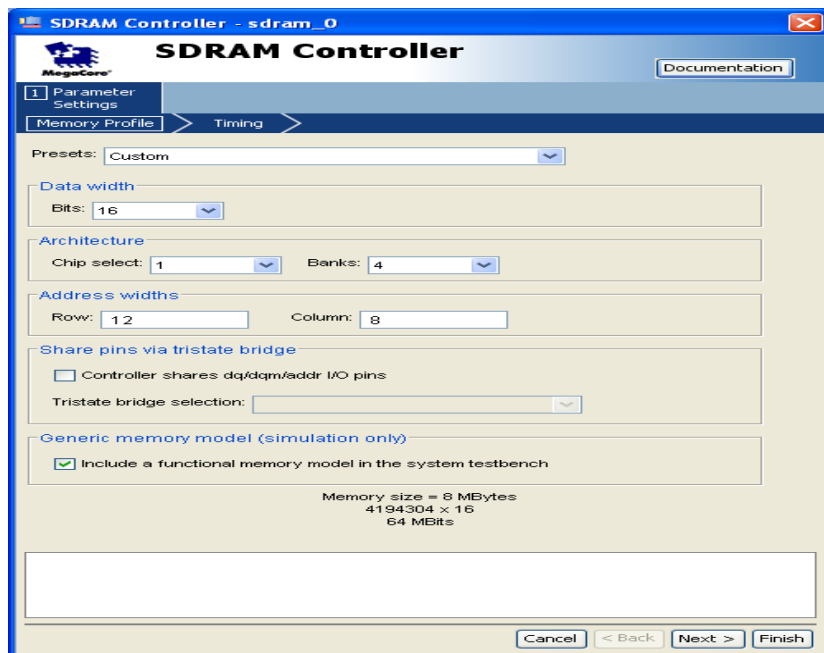 SDRAM Controller - sdram_0
MegaCore®
SDRAM Controller
Documentation
1 Parameter
Settings
Memory Profile Timing
Presets: Custom
Data width
Bits: 16
Architecture
Chip select: 1 Banks: 4
Address widths
Row: 12 Column: 8
Share pins via tristate bridge
Controller shares dq/dqm/addr I/O pins
Tristate bridge selection:
Generic memory model (simulation only)
Include a functional memory model in the system testbench
Memory size = 8 MBytes
4194304 x 16
64 MBits
Cancel < Back Next > Finish